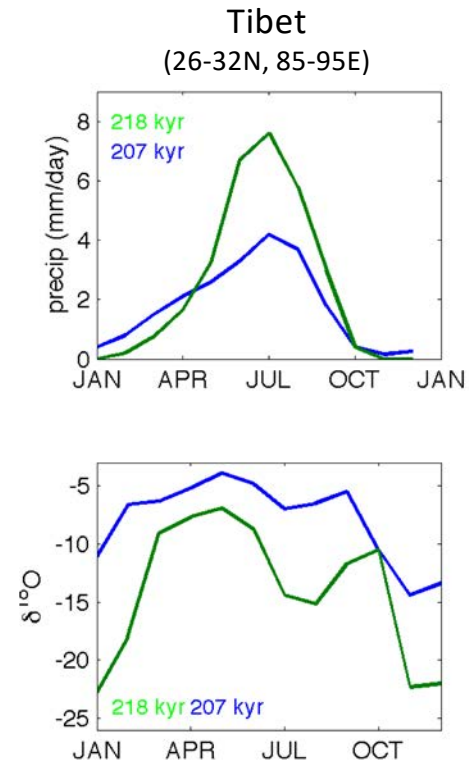 Tibet
(26-32N, 85-95E)
8
218 kyr
207 kyr
6
4
2
0
precip (mm/day)
JAN APR JUL OCT JAN
-5
-10
-15
-20
-25
δ¹⁸O
218 kyr 207 kyr
JAN APR JUL OCT